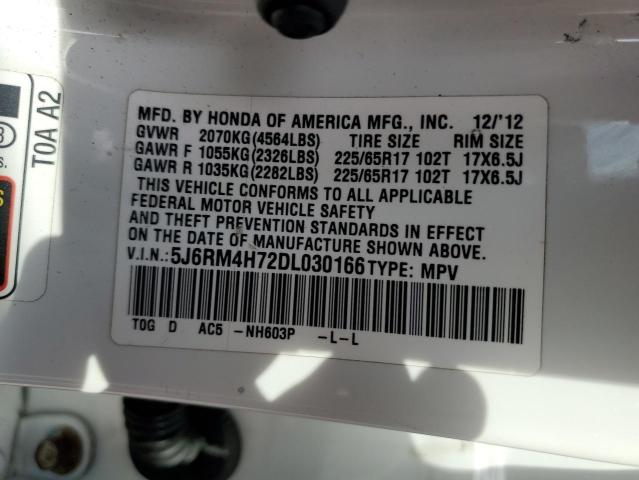 MFD. BY HONDA OF AMERICA MFG., INC. 12/'12
GVWR 2070KG(4564LBS) TIRE SIZE RIM SIZE
GAWR F 1055KG(2326LBS) 225/65R17 102T 17X6.5J
GAWR R 1035KG(2282LBS) 225/65R17 102T 17X6.5J
THIS VEHICLE CONFORMS TO ALL APPLICABLE
FEDERAL MOTOR VEHICLE SAFETY
AND THEFT PREVENTION STANDARDS IN EFFECT
ON THE DATE OF MANUFACTURE SHOWN ABOVE.
V.I.N.: 5J6RM4H72DL030166 TYPE: MPV
T0G D AC5 -NH603P -L-L
T0A A2
3
S.